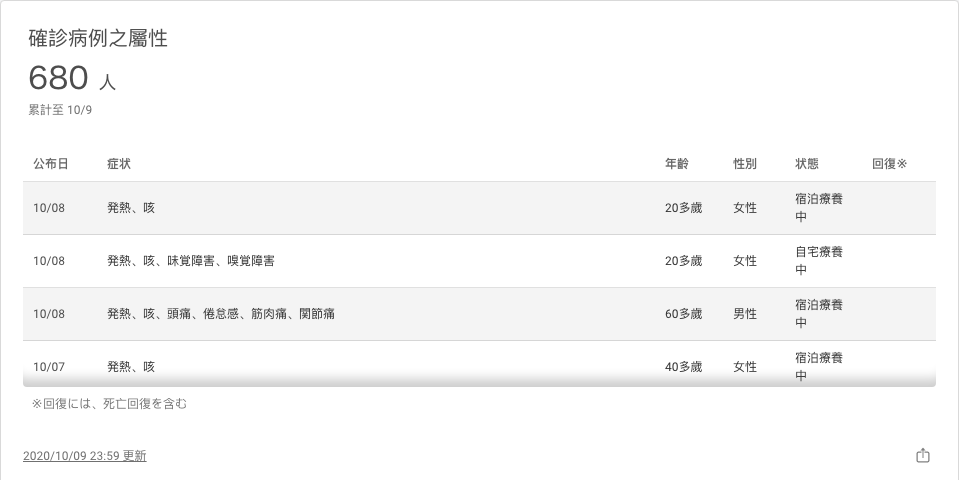 確診病例之屬性
680 人
累計至 10/9
公布日 症状 年齢 性別 状態 回復※
10/08 発熱、咳 20多歲 女性 宿泊療養
中
10/08 発熱、咳、味覚障害、嗅覚障害 20多歲 女性 自宅療養
中
10/08 発熱、咳、頭痛、倦怠感、筋肉痛、関節痛 60多歲 男性 宿泊療養
中
10/07 発熱、咳 40多歲 女性 宿泊療養
中
※回復には、死亡回復を含む
2020/10/09 23:59 更新